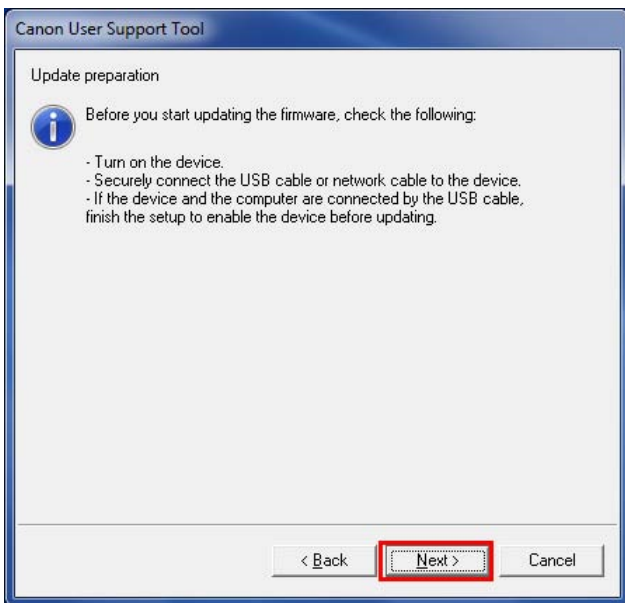 Canon User Support Tool
Update preparation
Before you start updating the firmware, check the following:
- Turn on the device.
- Securely connect the USB cable or network cable to the device.
- If the device and the computer are connected by the USB cable,
finish the setup to enable the device before updating.
< Back
Next >
Cancel